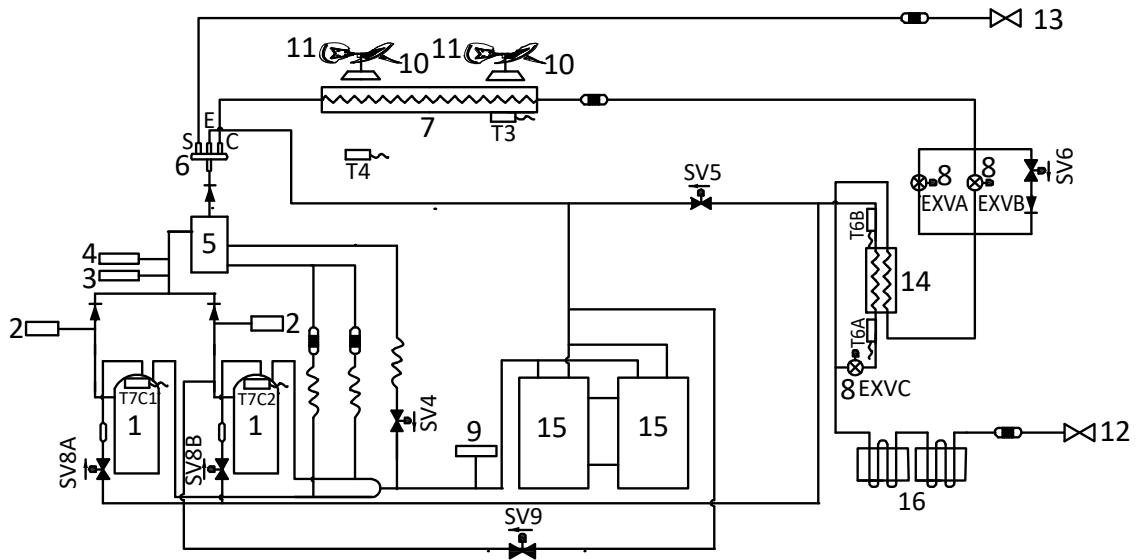 13
11 10 11 10
7 T3
S E C
6
T4
SV5
8 8 SV6
EXVA EXVB
T6B
5
4
3
14
2 2
T6A
8 EXVC
T7C1 T7C2
1 1
SV4
9
15 15
12
SV8A SV8B
16
SV9